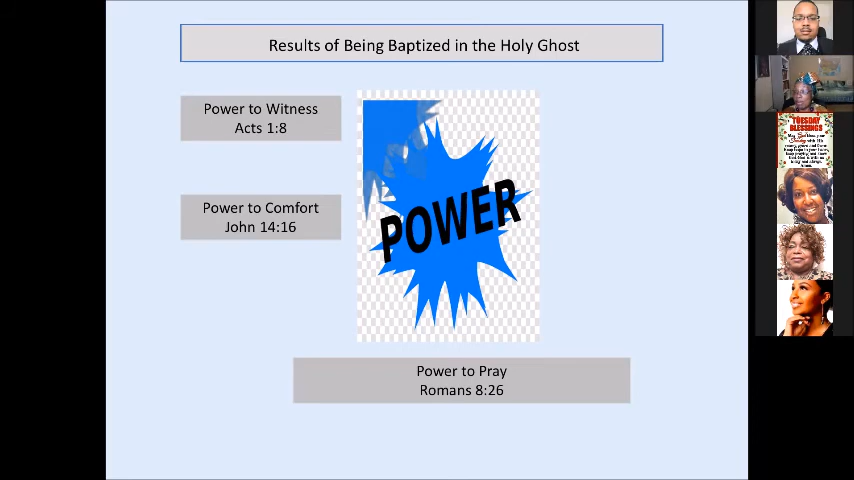 Results of Being Baptized in the Holy Ghost
Power to Witness
Acts 1:8
Power to Comfort
John 14:16
POWER
Power to Pray
Romans 8:26
TUESDAY
BLESSINGS